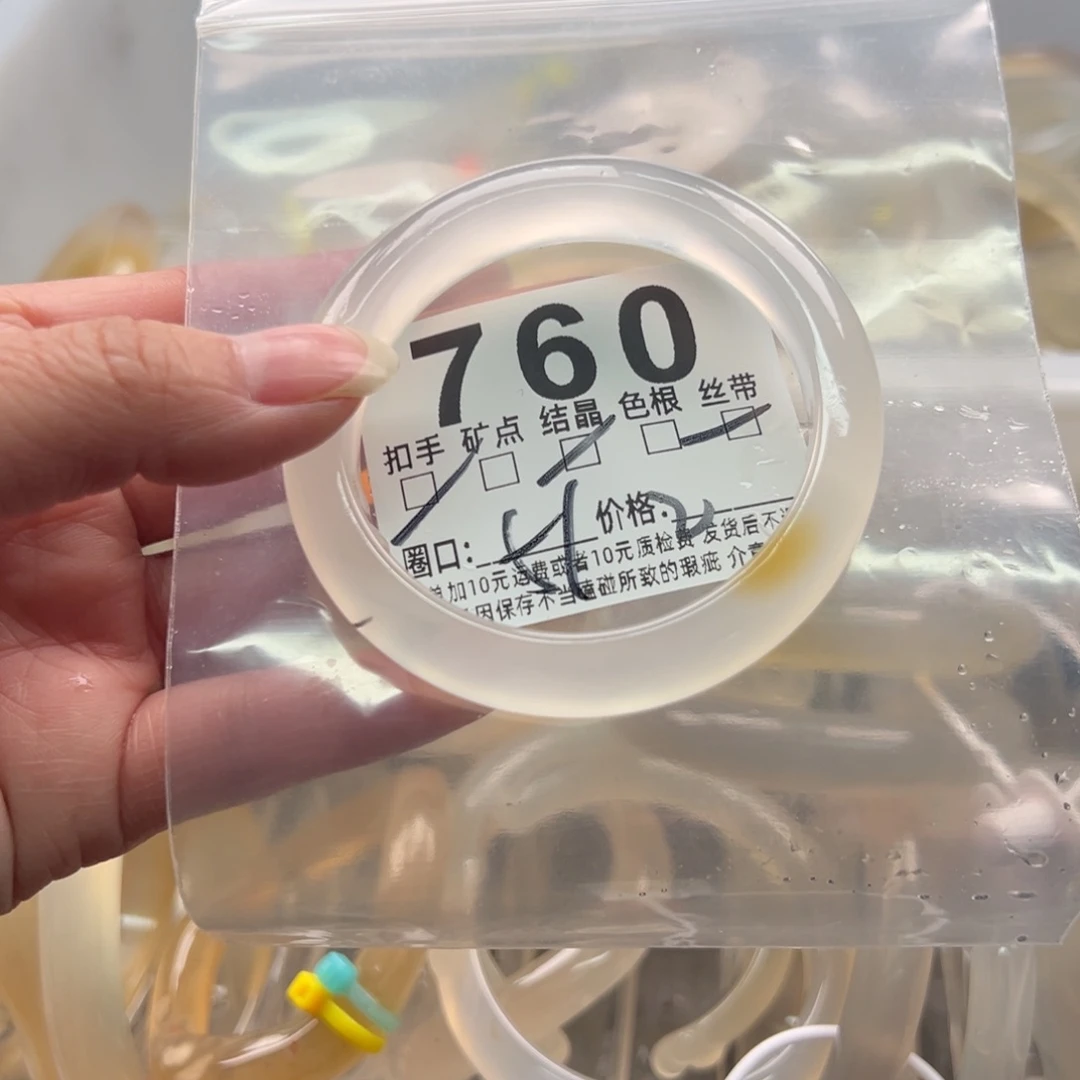 760
扣手 矿点 结晶 色根 丝带
圈口: 价格:
加10元运费或者10元质检费 发货后不
因保存不当磕碰所致的瑕疵 介意